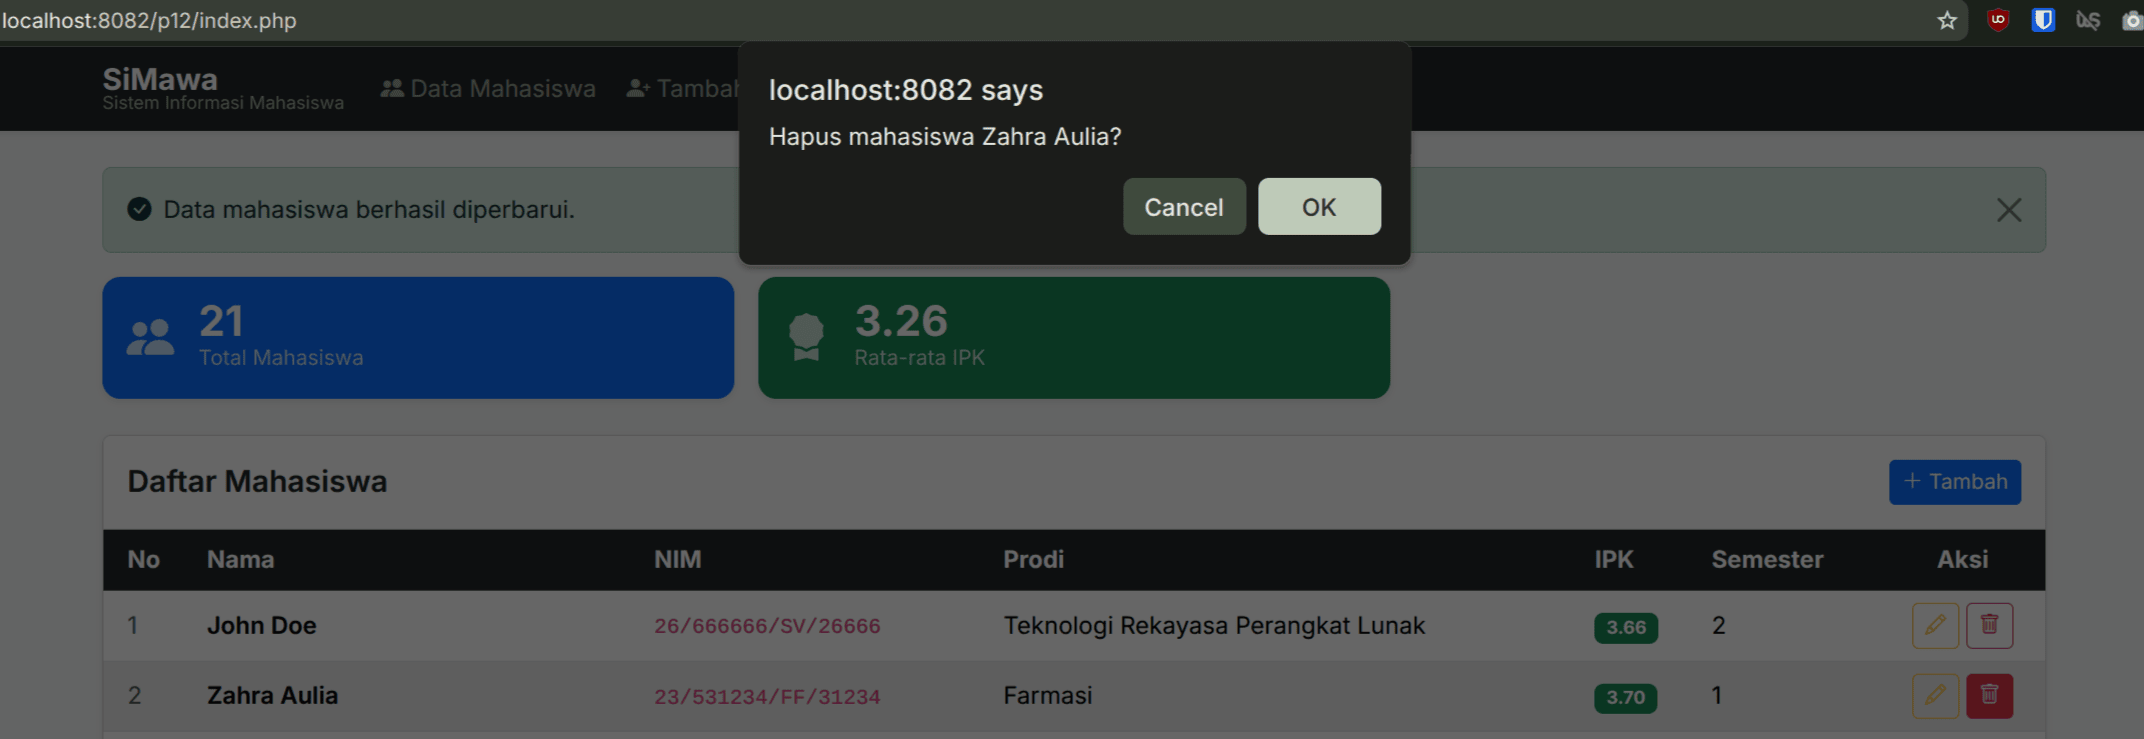 localhost:8082/p12/index.php
SiMawa
Sistem Informasi Mahasiswa
Data Mahasiswa
Tambah
localhost:8082 says
Hapus mahasiswa Zahra Aulia?
Cancel
OK
Data mahasiswa berhasil diperbarui.
21
Total Mahasiswa
3.26
Rata-rata IPK
Daftar Mahasiswa
+ Tambah
No Nama NIM Prodi IPK Semester Aksi
1 John Doe 26/666666/SV/26666 Teknologi Rekayasa Perangkat Lunak 3.66 2
2 Zahra Aulia 23/531234/FF/31234 Farmasi 3.70 1